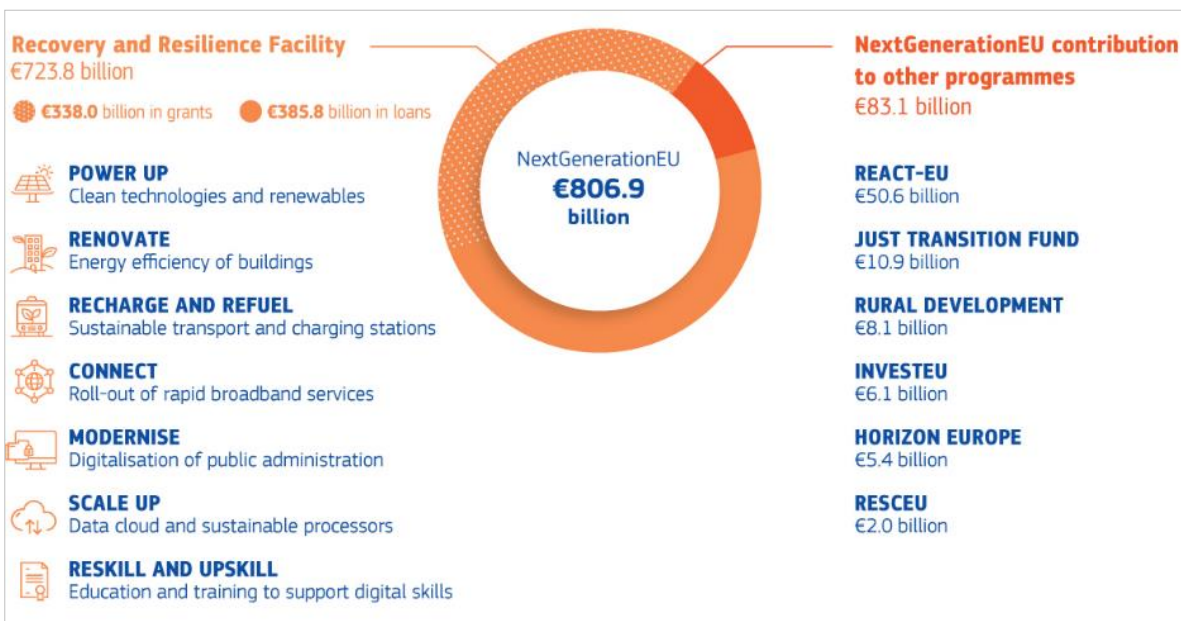 Recovery and Resilience Facility
€723.8 billion
€338.0 billion in grants
€385.8 billion in loans
POWER UP
Clean technologies and renewables
RENOVATE
Energy efficiency of buildings
RECHARGE AND REFUEL
Sustainable transport and charging stations
CONNECT
Roll-out of rapid broadband services
MODERNISE
Digitalisation of public administration
SCALE UP
Data cloud and sustainable processors
RESKILL AND UPSKILL
Education and training to support digital skills
NextGenerationEU
€806.9
billion
NextGenerationEU contribution
to other programmes
€83.1 billion
REACT-EU
€50.6 billion
JUST TRANSITION FUND
€10.9 billion
RURAL DEVELOPMENT
€8.1 billion
INVESTEU
€6.1 billion
HORIZON EUROPE
€5.4 billion
RESCEU
€2.0 billion